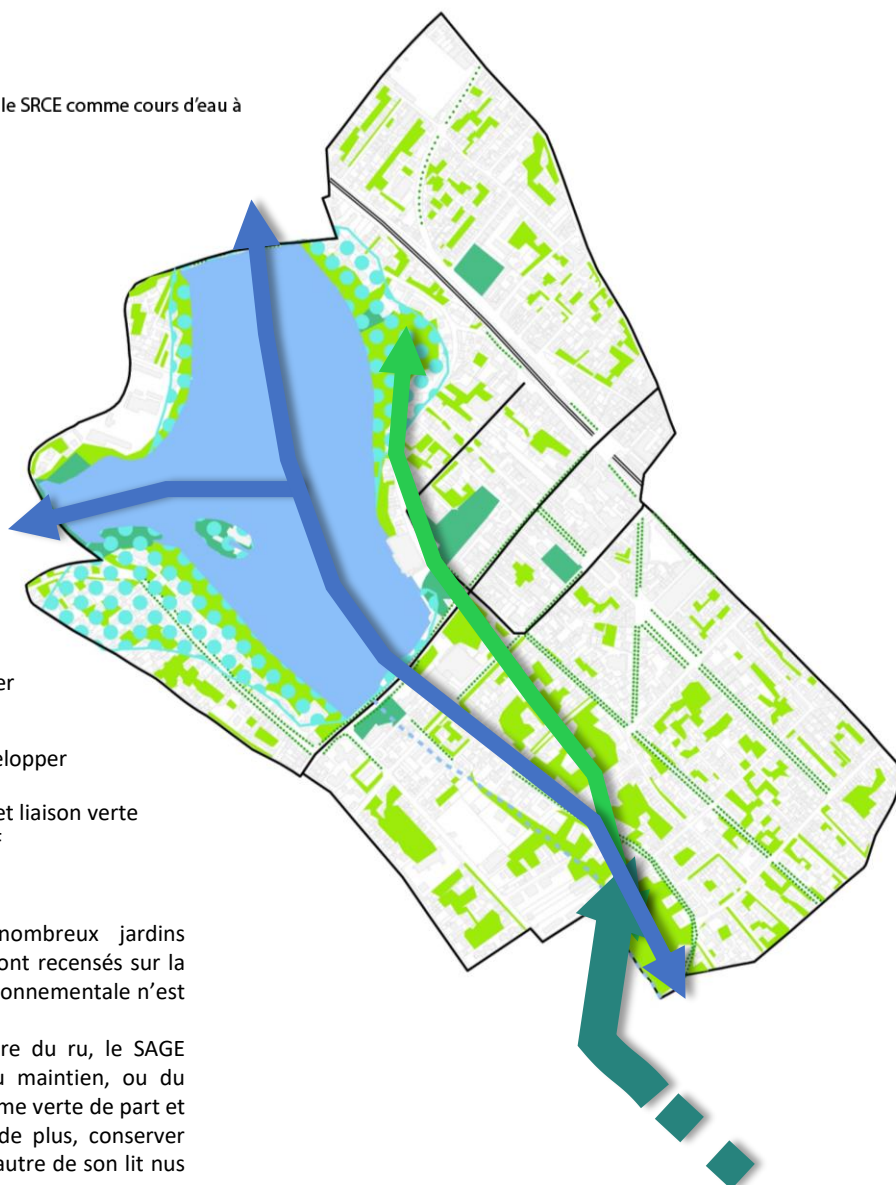 le SRCE comme cours d'eau à
er
elopper
et liaison verte
nombreux jardins
ont recensés sur la
onnementale n'est
re du ru, le SAGE
u maintien, ou du
me verte de part et
de plus, conserver
autre de son lit nus